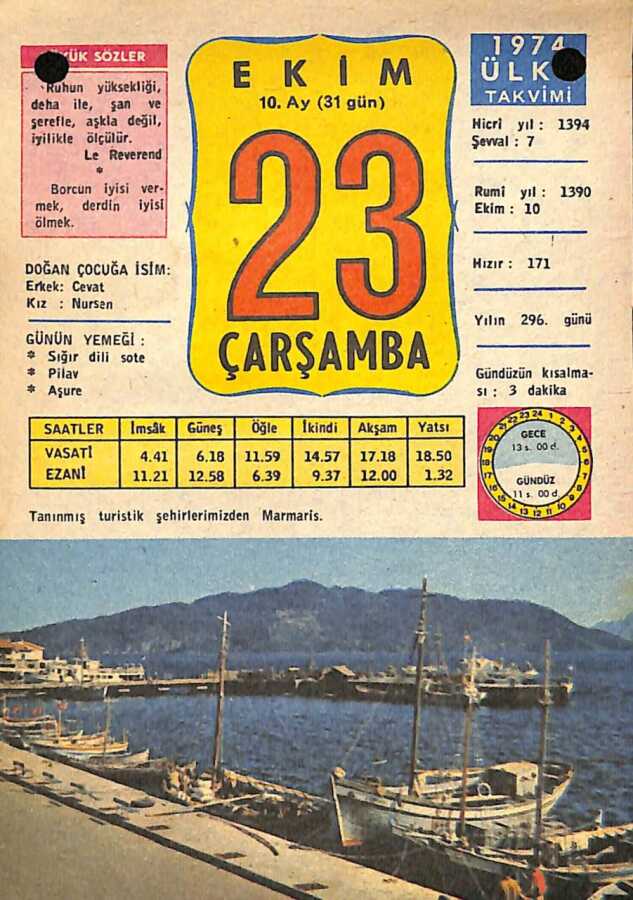 ÜK SÖZLER
Ruhun yüksekliği,
deha ile, şan ve
şerefle, aşkla değil,
iyilikle ölçülür.
Le Reverend
*
Borcun iyisi ver-
mek, derdin iyisi
ölmek.
DOĞAN ÇOCUĞA İSİM:
Erkek: Cevat
Kız : Nursen
GÜNÜN YEMEĞİ :
* Sığır dili sote
* Pilav
* Aşure
EKİM
10. Ay (31 gün)
23
ÇARŞAMBA
1974
ÜLK
TAKVİMİ
Hicrî yıl : 1394
Şevval : 7
Rumî yıl : 1390
Ekim : 10
Hızır : 171
Yılın 296. günü
Gündüzün kısalma-
sı : 3 dakika
SAATLER İmsâk Güneş Öğle İkindi Akşam Yatsı
VASATİ 4.41 6.18 11.59 14.57 17.18 18.50
EZANİ 11.21 12.58 6.39 9.37 12.00 1.32
GECE
13 s. 00 d.
GÜNDÜZ
11 s. 00 d.
Tanınmış turistik şehirlerimizden Marmaris.